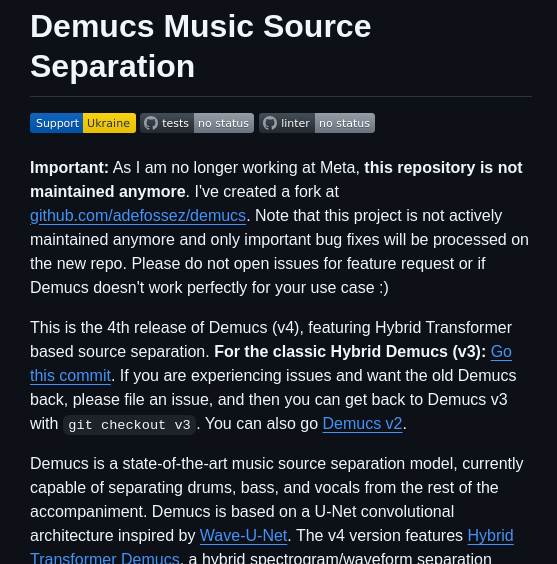 Demucs Music Source
Separation
Support Ukraine tests no status linter no status
Important: As I am no longer working at Meta, this repository is not
maintained anymore. I've created a fork at
github.com/adefossez/demucs. Note that this project is not actively
maintained anymore and only important bug fixes will be processed on
the new repo. Please do not open issues for feature request or if
Demucs doesn't work perfectly for your use case :)
This is the 4th release of Demucs (v4), featuring Hybrid Transformer
based source separation. For the classic Hybrid Demucs (v3): Go
this commit. If you are experiencing issues and want the old Demucs
back, please file an issue, and then you can get back to Demucs v3
with git checkout v3. You can also go Demucs v2.
Demucs is a state-of-the-art music source separation model, currently
capable of separating drums, bass, and vocals from the rest of the
accompaniment. Demucs is based on a U-Net convolutional
architecture inspired by Wave-U-Net. The v4 version features Hybrid
Transformer Demucs, a hybrid spectrogram/waveform separation